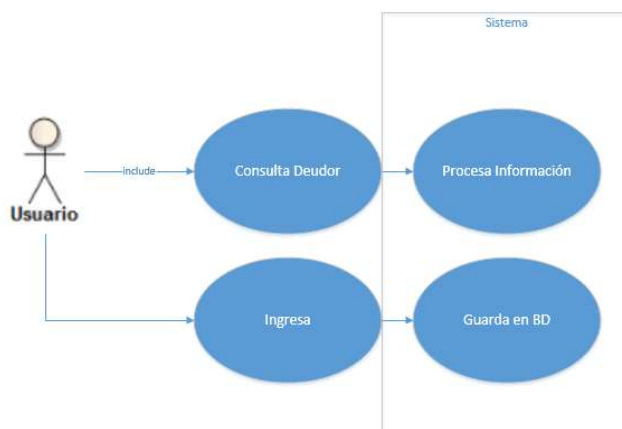 Sistema
include
Consulta Deudor
Procesa Información
Usuario
Ingresa
Guarda en BD